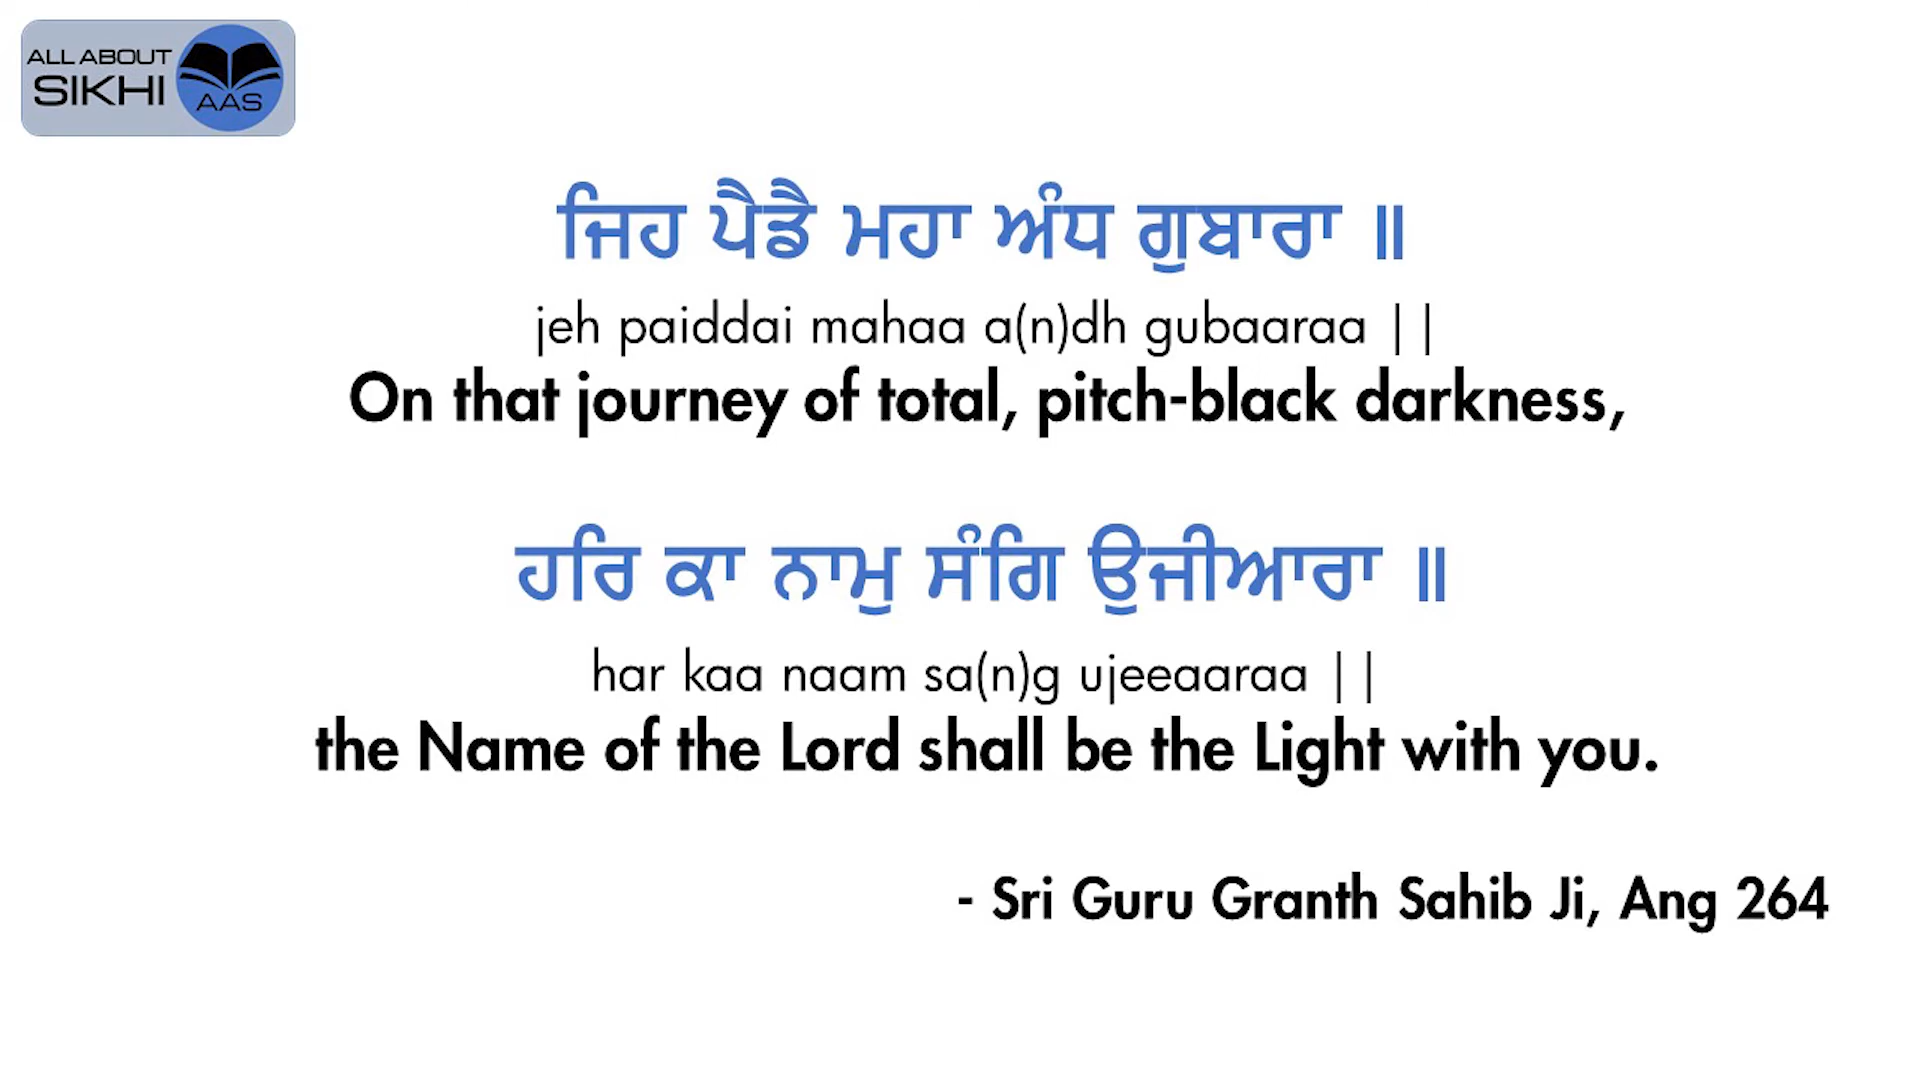 ALL ABOUT
SIKHI
AAS
ਜਿਹ ਪੈਡੈ ਮਹਾ ਅੰਧ ਗੁਬਾਰਾ ॥
jeh paiddai mahaa a(n)dh gubaaraa ||
On that journey of total, pitch-black darkness,
ਹਰਿ ਕਾ ਨਾਮੁ ਸੰਗਿ ਉਜੀਆਰਾ ॥
har kaa naam sa(n)g ujeeaaraa ||
the Name of the Lord shall be the Light with you.
- Sri Guru Granth Sahib Ji, Ang 264